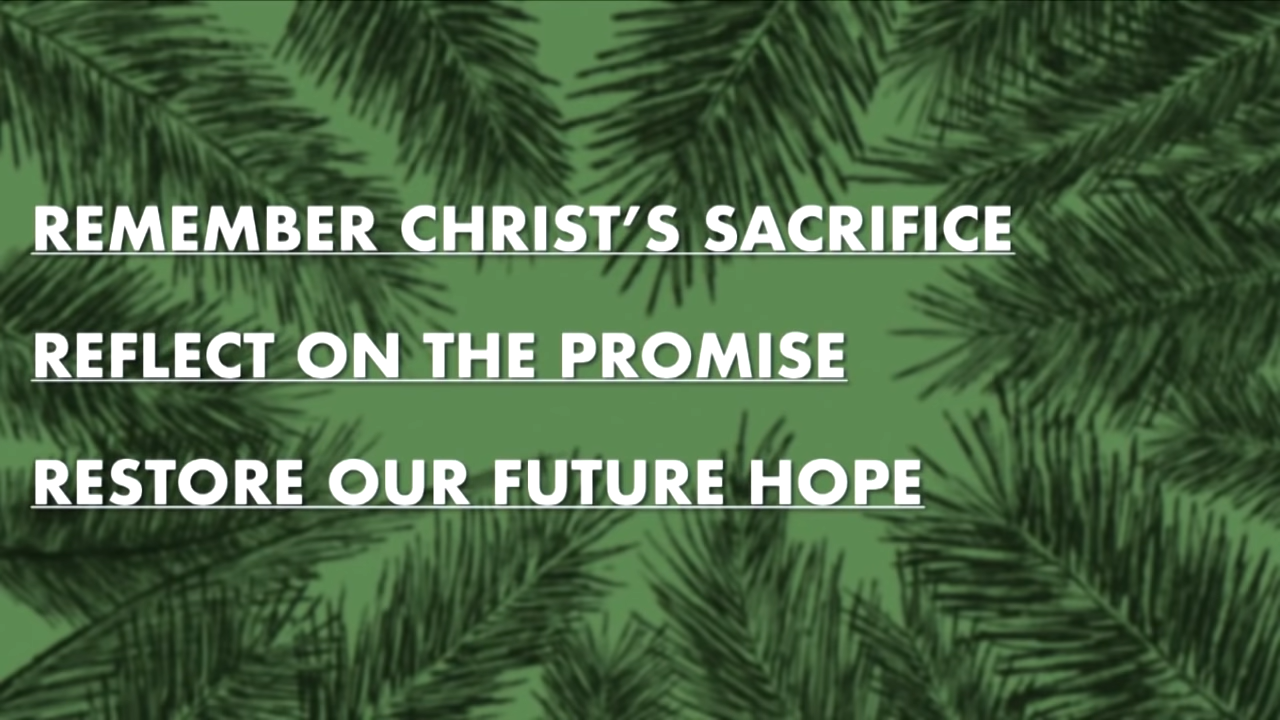 REMEMBER CHRIST’S SACRIFICE
REFLECT ON THE PROMISE
RESTORE OUR FUTURE HOPE